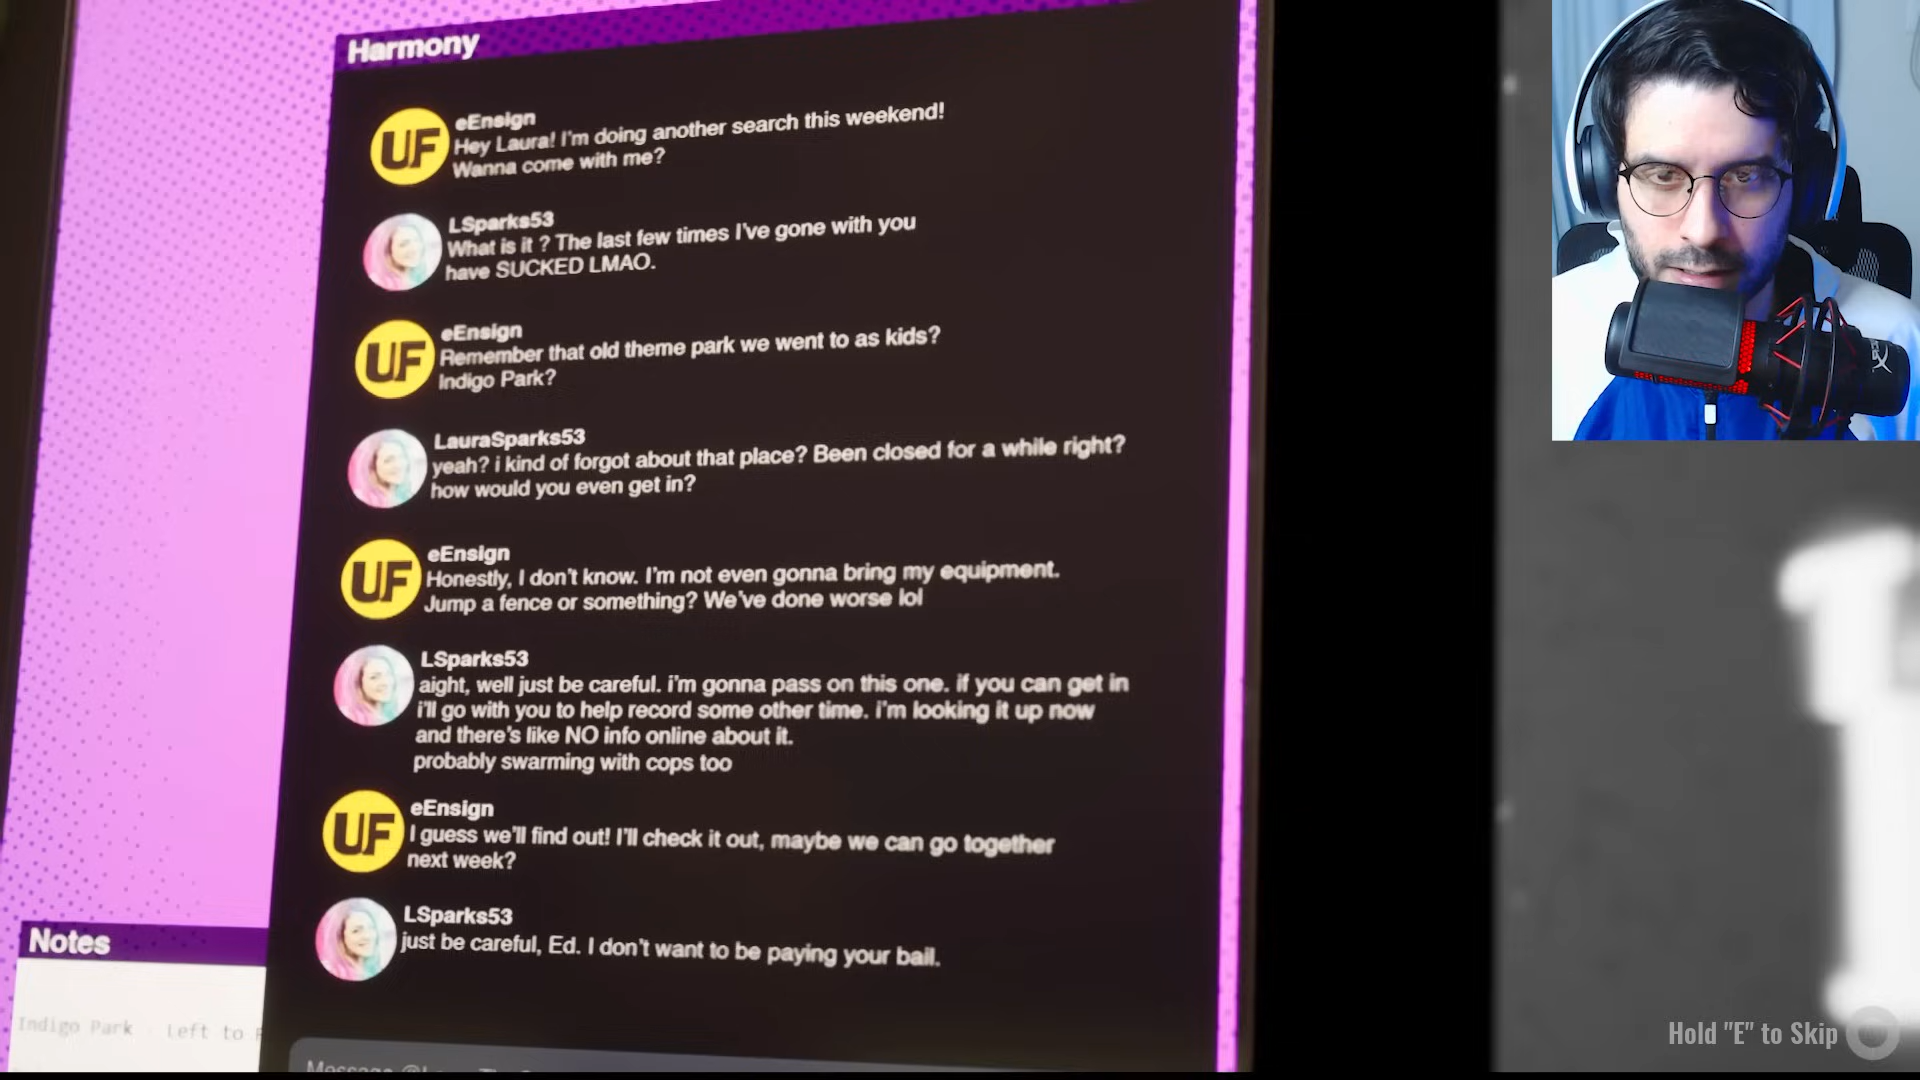 Harmony
UF
eEnsign
Hey Laura! I'm doing another search this weekend!
Wanna come with me?
LSparks53
What is it ? The last few times I've gone with you
have SUCKED LMAO.
UF
eEnsign
Remember that old theme park we went to as kids?
Indigo Park?
LauraSparks53
yeah? i kind of forgot about that place? Been closed for a while right?
how would you even get in?
UF
eEnsign
Honestly, I don't know. I'm not even gonna bring my equipment.
Jump a fence or something? We've done worse lol
LSparks53
aight, well just be careful. i'm gonna pass on this one. if you can get in
i'll go with you to help record some other time. i'm looking it up now
and there's like NO info online about it.
probably swarming with cops too
UF
eEnsign
I guess we'll find out! I'll check it out, maybe we can go together
next week?
LSparks53
just be careful, Ed. I don't want to be paying your bail.
Notes
Indigo Park Left to
Message
Hold "E" to Skip